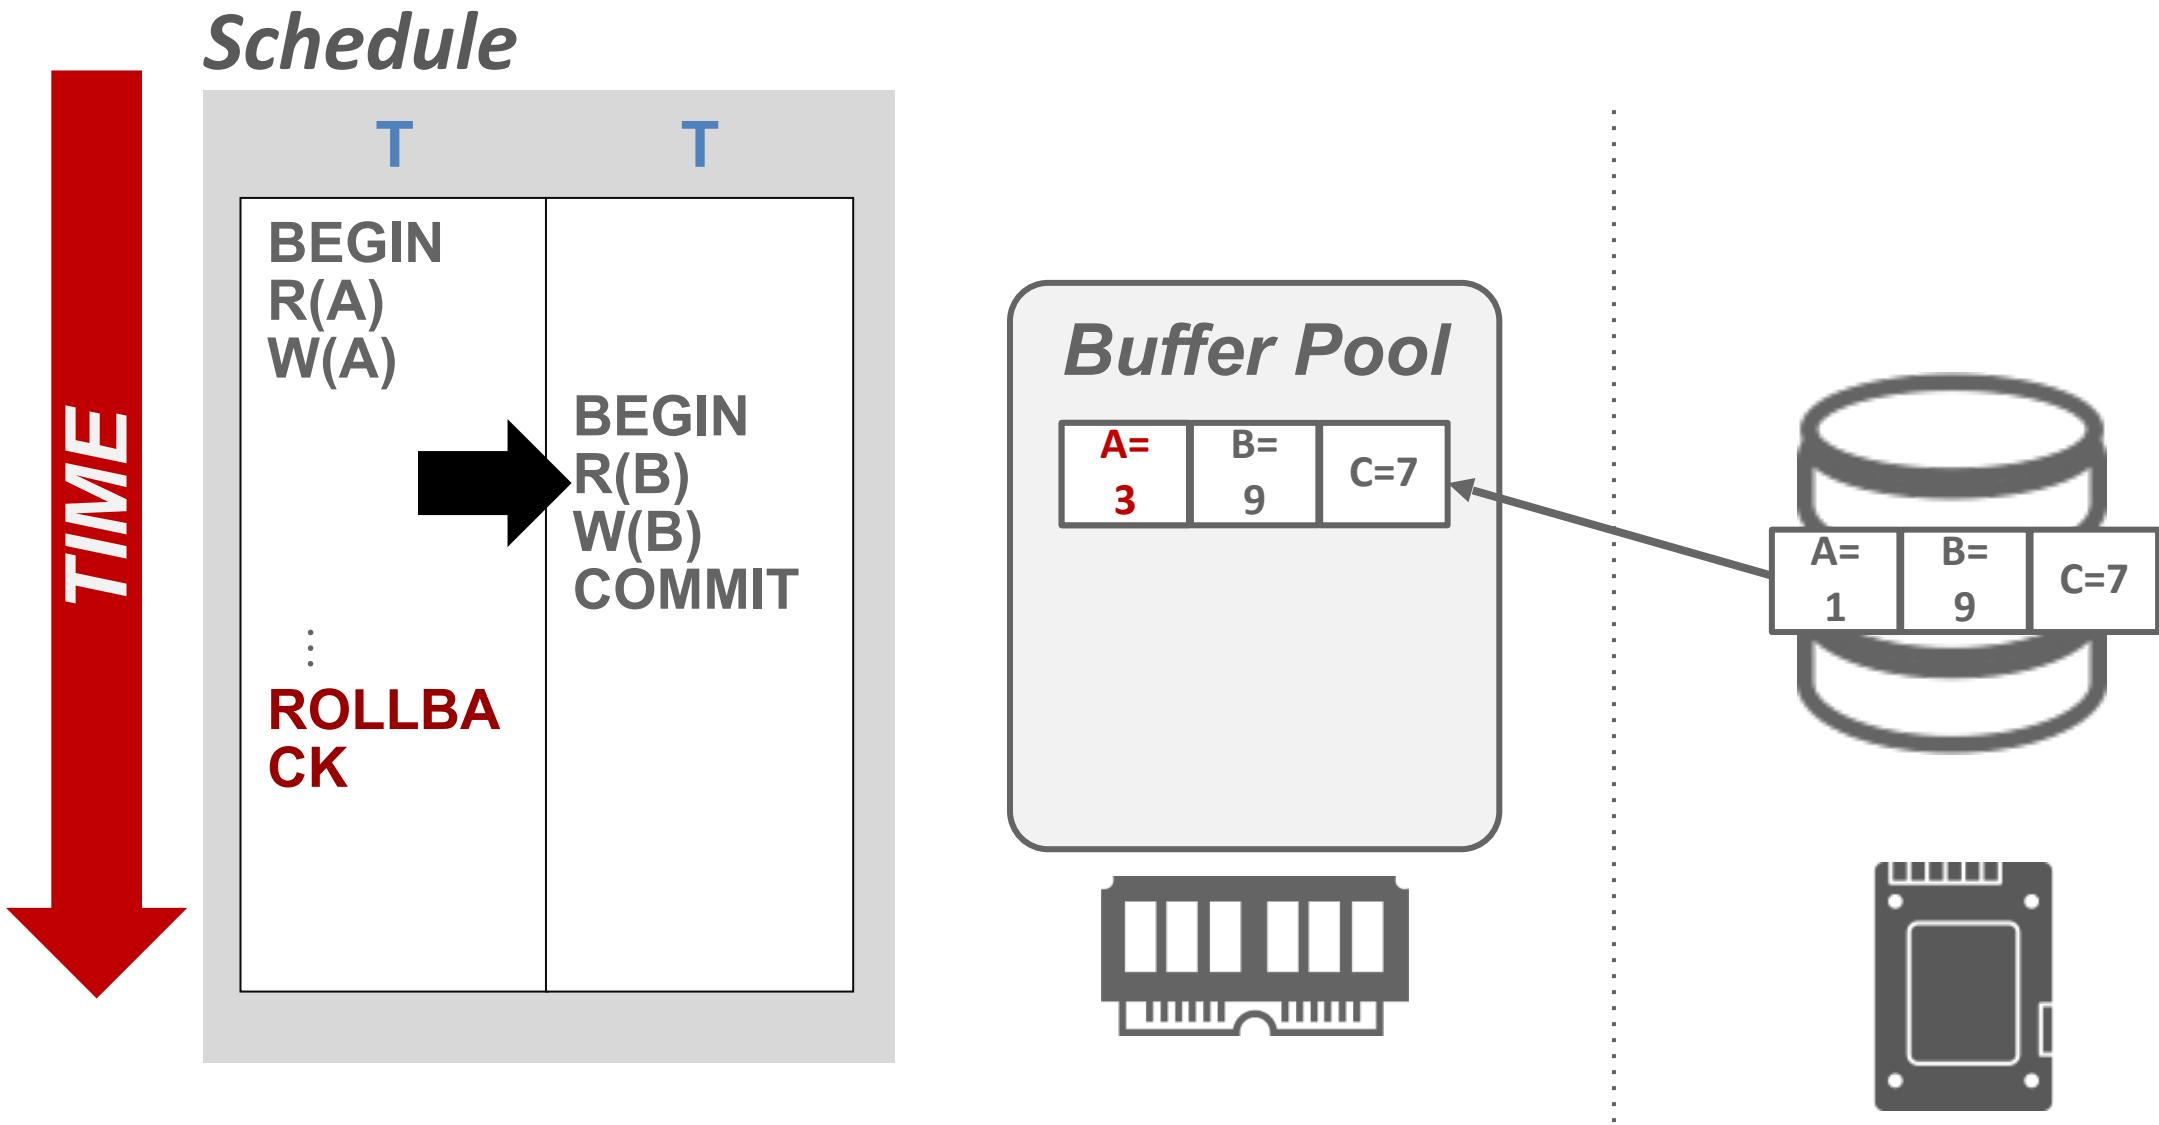 Schedule
T T
BEGIN
R(A)
W(A)
BEGIN
R(B)
W(B)
COMMIT
⋮
ROLLBA
CK
TIME
Buffer Pool
A=
3
B=
9
C=7
A=
1
B=
9
C=7